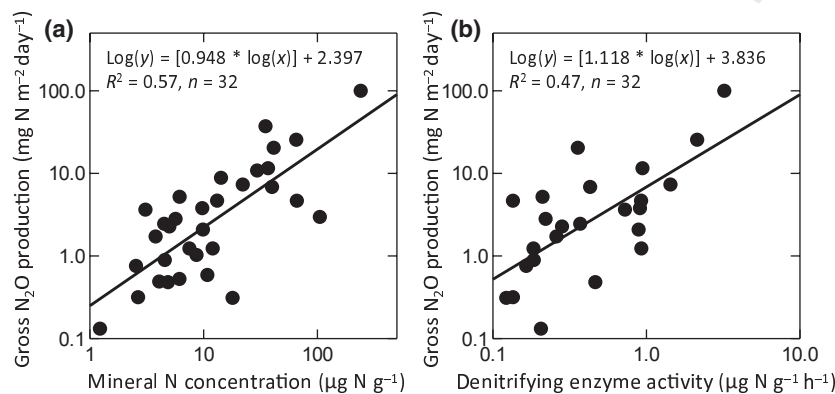 (a)
Log(y) = [0.948 * log(x)] + 2.397
R² = 0.57, n = 32
Gross N₂O production (mg N m⁻² day⁻¹)
100.0
10.0
1.0
0.1
1 10 100
Mineral N concentration (µg N g⁻¹)
(b)
Log(y) = [1.118 * log(x)] + 3.836
R² = 0.47, n = 32
Gross N₂O production (mg N m⁻² day⁻¹)
100.0
10.0
1.0
0.1
0.1 1.0 10.0
Denitrifying enzyme activity (µg N g⁻¹ h⁻¹)